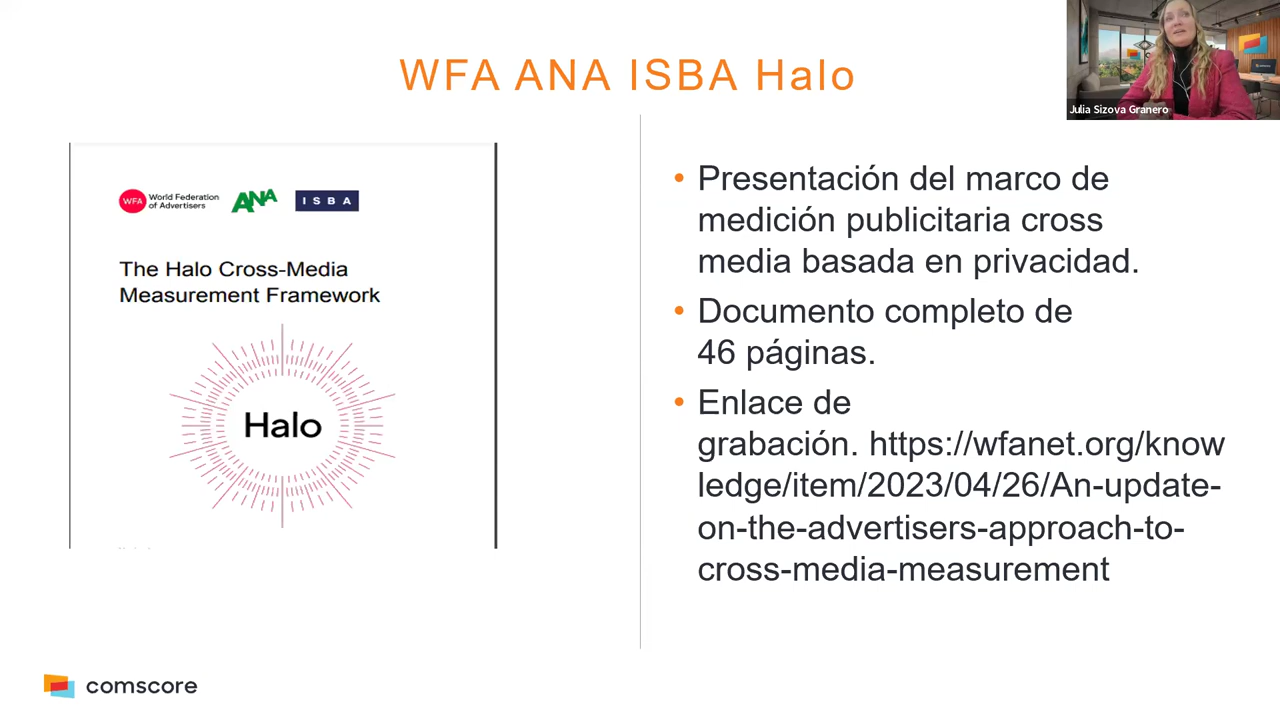 WFA ANA ISBA Halo
Julia Sizova Granero
WFA World Federation
of Advertisers
ANA
ISBA
The Halo Cross-Media
Measurement Framework
Halo
• Presentación del marco de
medición publicitaria cross
media basada en privacidad.
• Documento completo de
46 páginas.
• Enlace de
grabación. https://wfanet.org/know
ledge/item/2023/04/26/An-update-
on-the-advertisers-approach-to-
cross-media-measurement
comscore